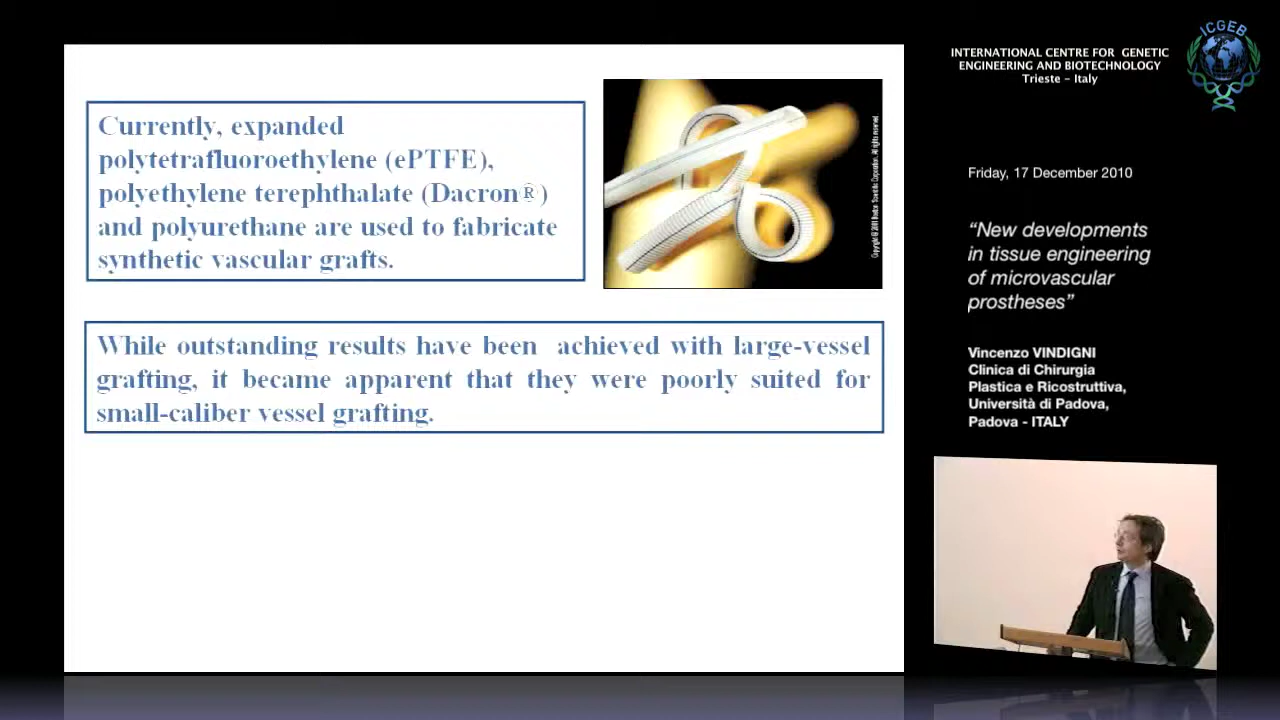 Currently, expanded
polytetrafluoroethylene (ePTFE),
polyethylene terephthalate (Dacron®)
and polyurethane are used to fabricate
synthetic vascular grafts.
While outstanding results have been achieved with large-vessel
grafting, it became apparent that they were poorly suited for
small-caliber vessel grafting.
INTERNATIONAL CENTRE FOR GENETIC
ENGINEERING AND BIOTECHNOLOGY
Trieste – Italy
ICGEB
Friday, 17 December 2010
“New developments
in tissue engineering
of microvascular
prostheses”
Vincenzo VINDIGNI
Clinica di Chirurgia
Plastica e Ricostruttiva,
Università di Padova,
Padova - ITALY